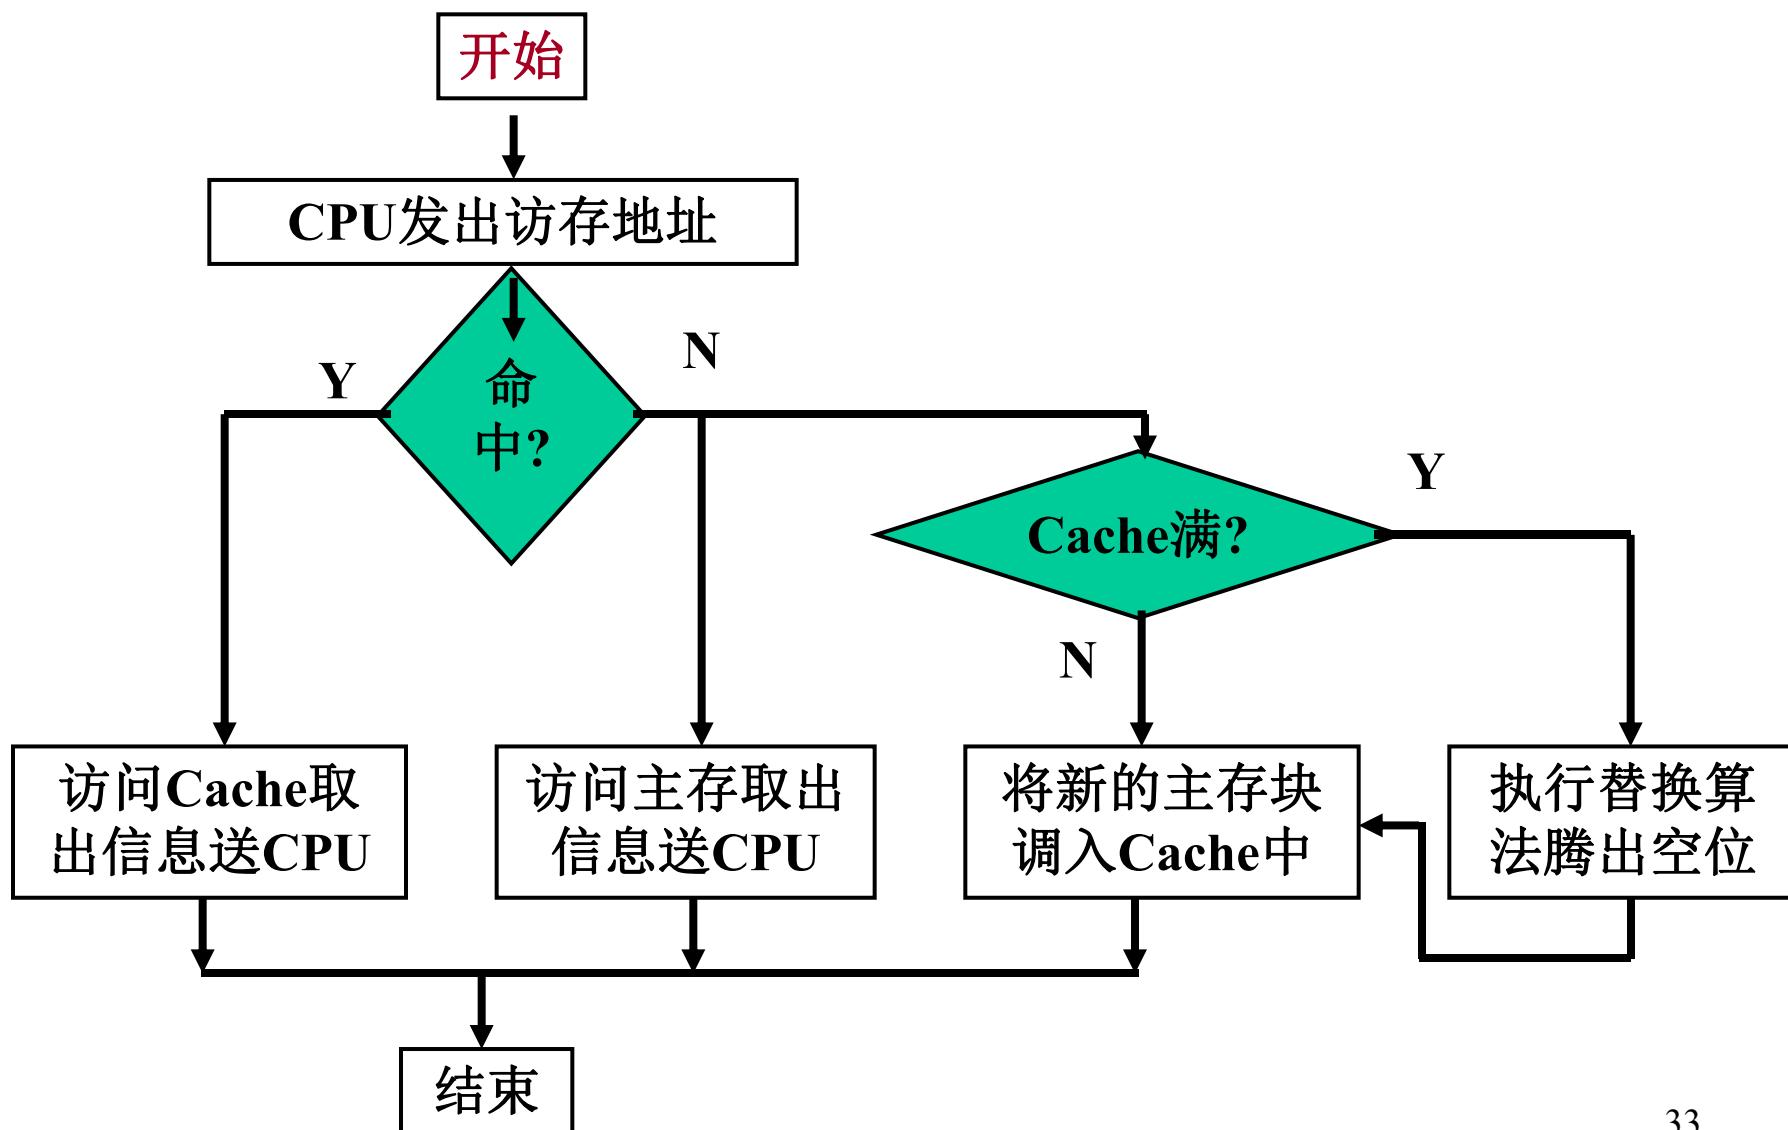 开始
CPU发出访存地址
Y
命
中?
N
Cache满?
Y
N
访问Cache取
出信息送CPU
访问主存取出
信息送CPU
将新的主存块
调入Cache中
执行替换算
法腾出空位
结束
33